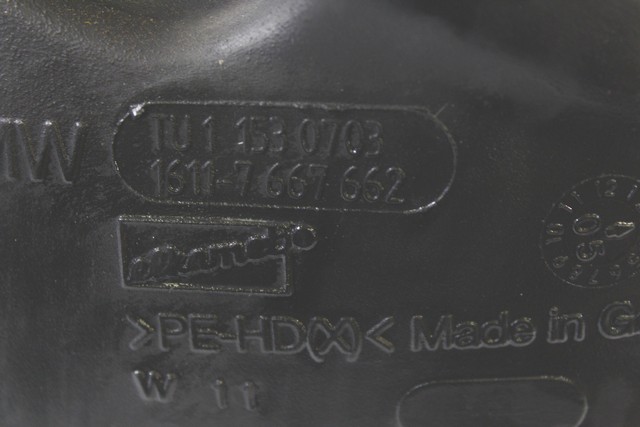 TU 1 153 0703
1611-7 667 662
>PE-HD(X)< Made in
W 11